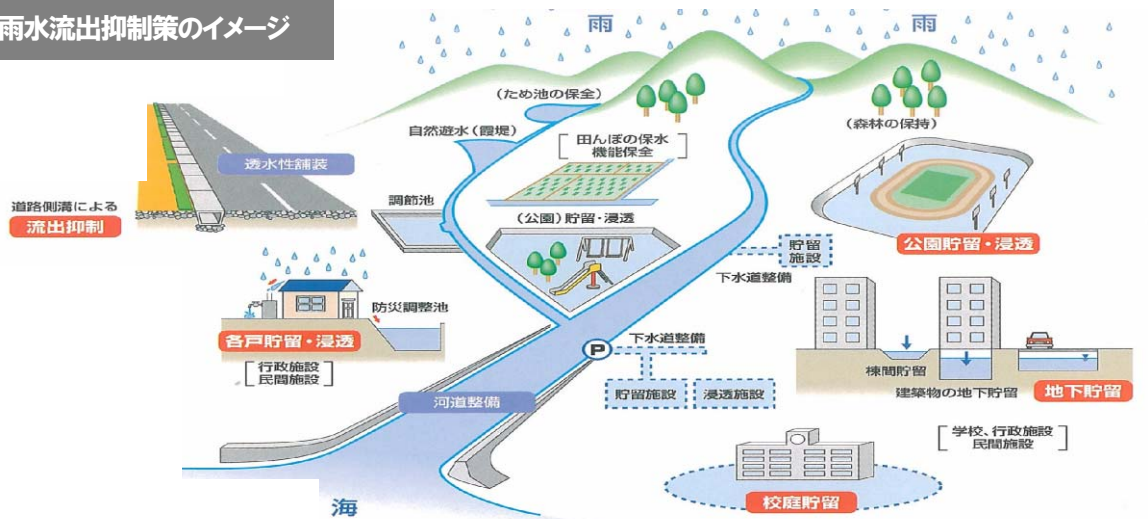 雨水流出抑制策のイメージ
雨
雨
(ため池の保全)
自然遊水(霞堤)
田んぼの保水
機能保全
(森林の保持)
透水性舗装
道路側溝による
流出抑制
調節池
(公園)貯留・浸透
公園貯留・浸透
貯留
施設
下水道整備
防災調整池
各戸貯留・浸透
行政施設
民間施設
P
下水道整備
貯留施設
浸透施設
河道整備
棟間貯留
建築物の地下貯留
地下貯留
学校、行政施設
民間施設
校庭貯留
海